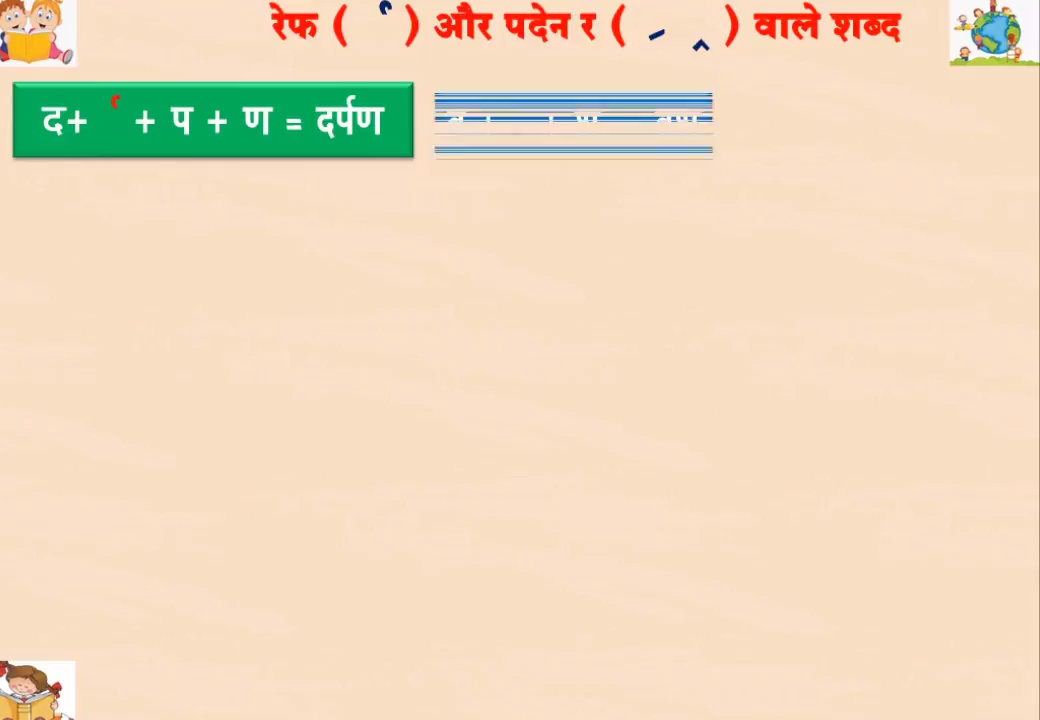 रेफ ( र्‍ ) और पदेन र ( ्र ^ ) वाले शब्द
द+ र्‍ + प + ण = दर्पण